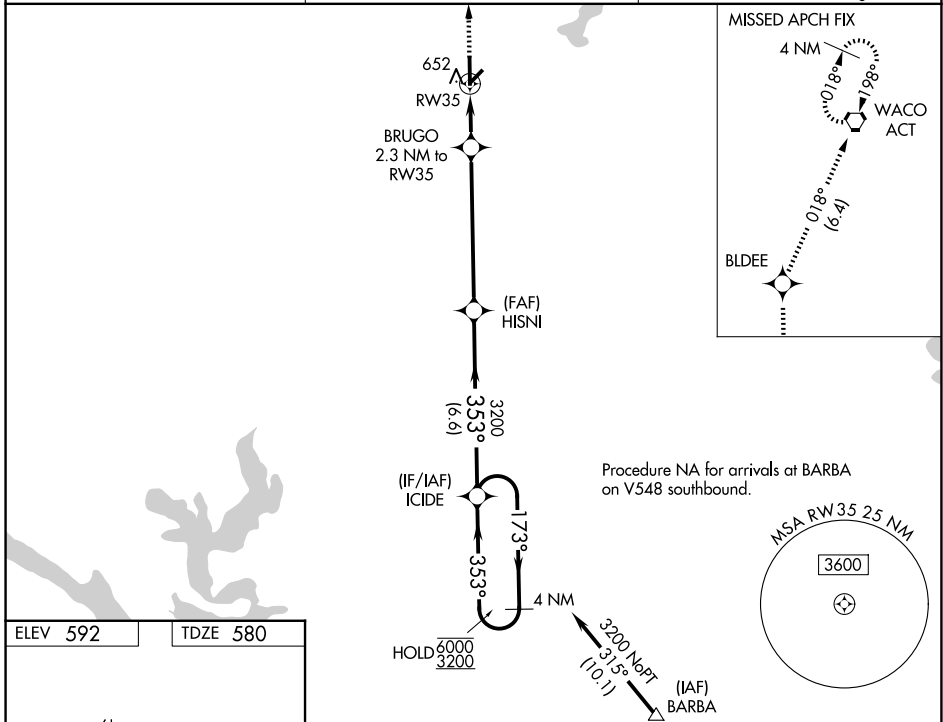 MISSED APCH FIX
4 NM
018°
198°
WACO
ACT
018°
(6.4)
BLDEE
652
RW35
BRUGO
2.3 NM to
RW35
(FAF)
HISNI
3200
353°
(6.6)
(IF/IAF)
ICIDE
173°
353°
4 NM
HOLD 6000
3200
3200 NoPT
315°
(10.1)
(IAF)
BARBA
Procedure NA for arrivals at BARBA
on V548 southbound.
MSA RW35 25 NM
3600
ELEV 592
TDZE 580